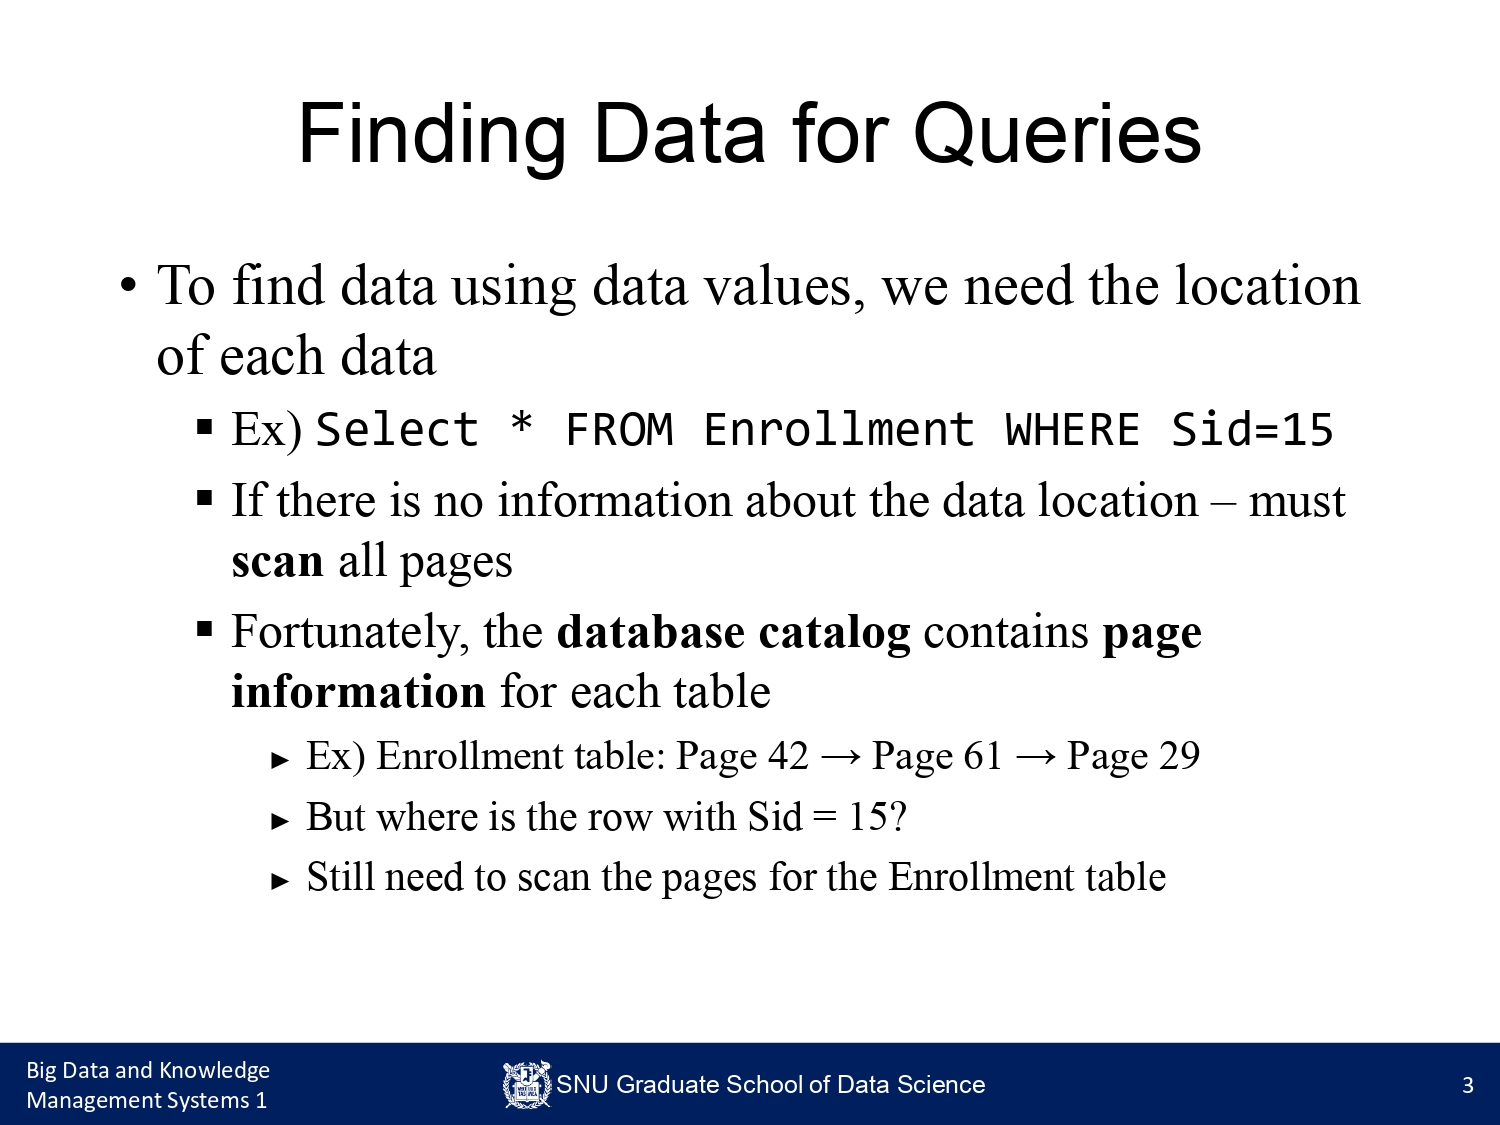 Finding Data for Queries
• To find data using data values, we need the location
of each data
▪ Ex) Select * FROM Enrollment WHERE Sid=15
▪ If there is no information about the data location – must
scan all pages
▪ Fortunately, the database catalog contains page
information for each table
► Ex) Enrollment table: Page 42 → Page 61 → Page 29
► But where is the row with Sid = 15?
► Still need to scan the pages for the Enrollment table
Big Data and Knowledge
Management Systems 1
SNU Graduate School of Data Science
3